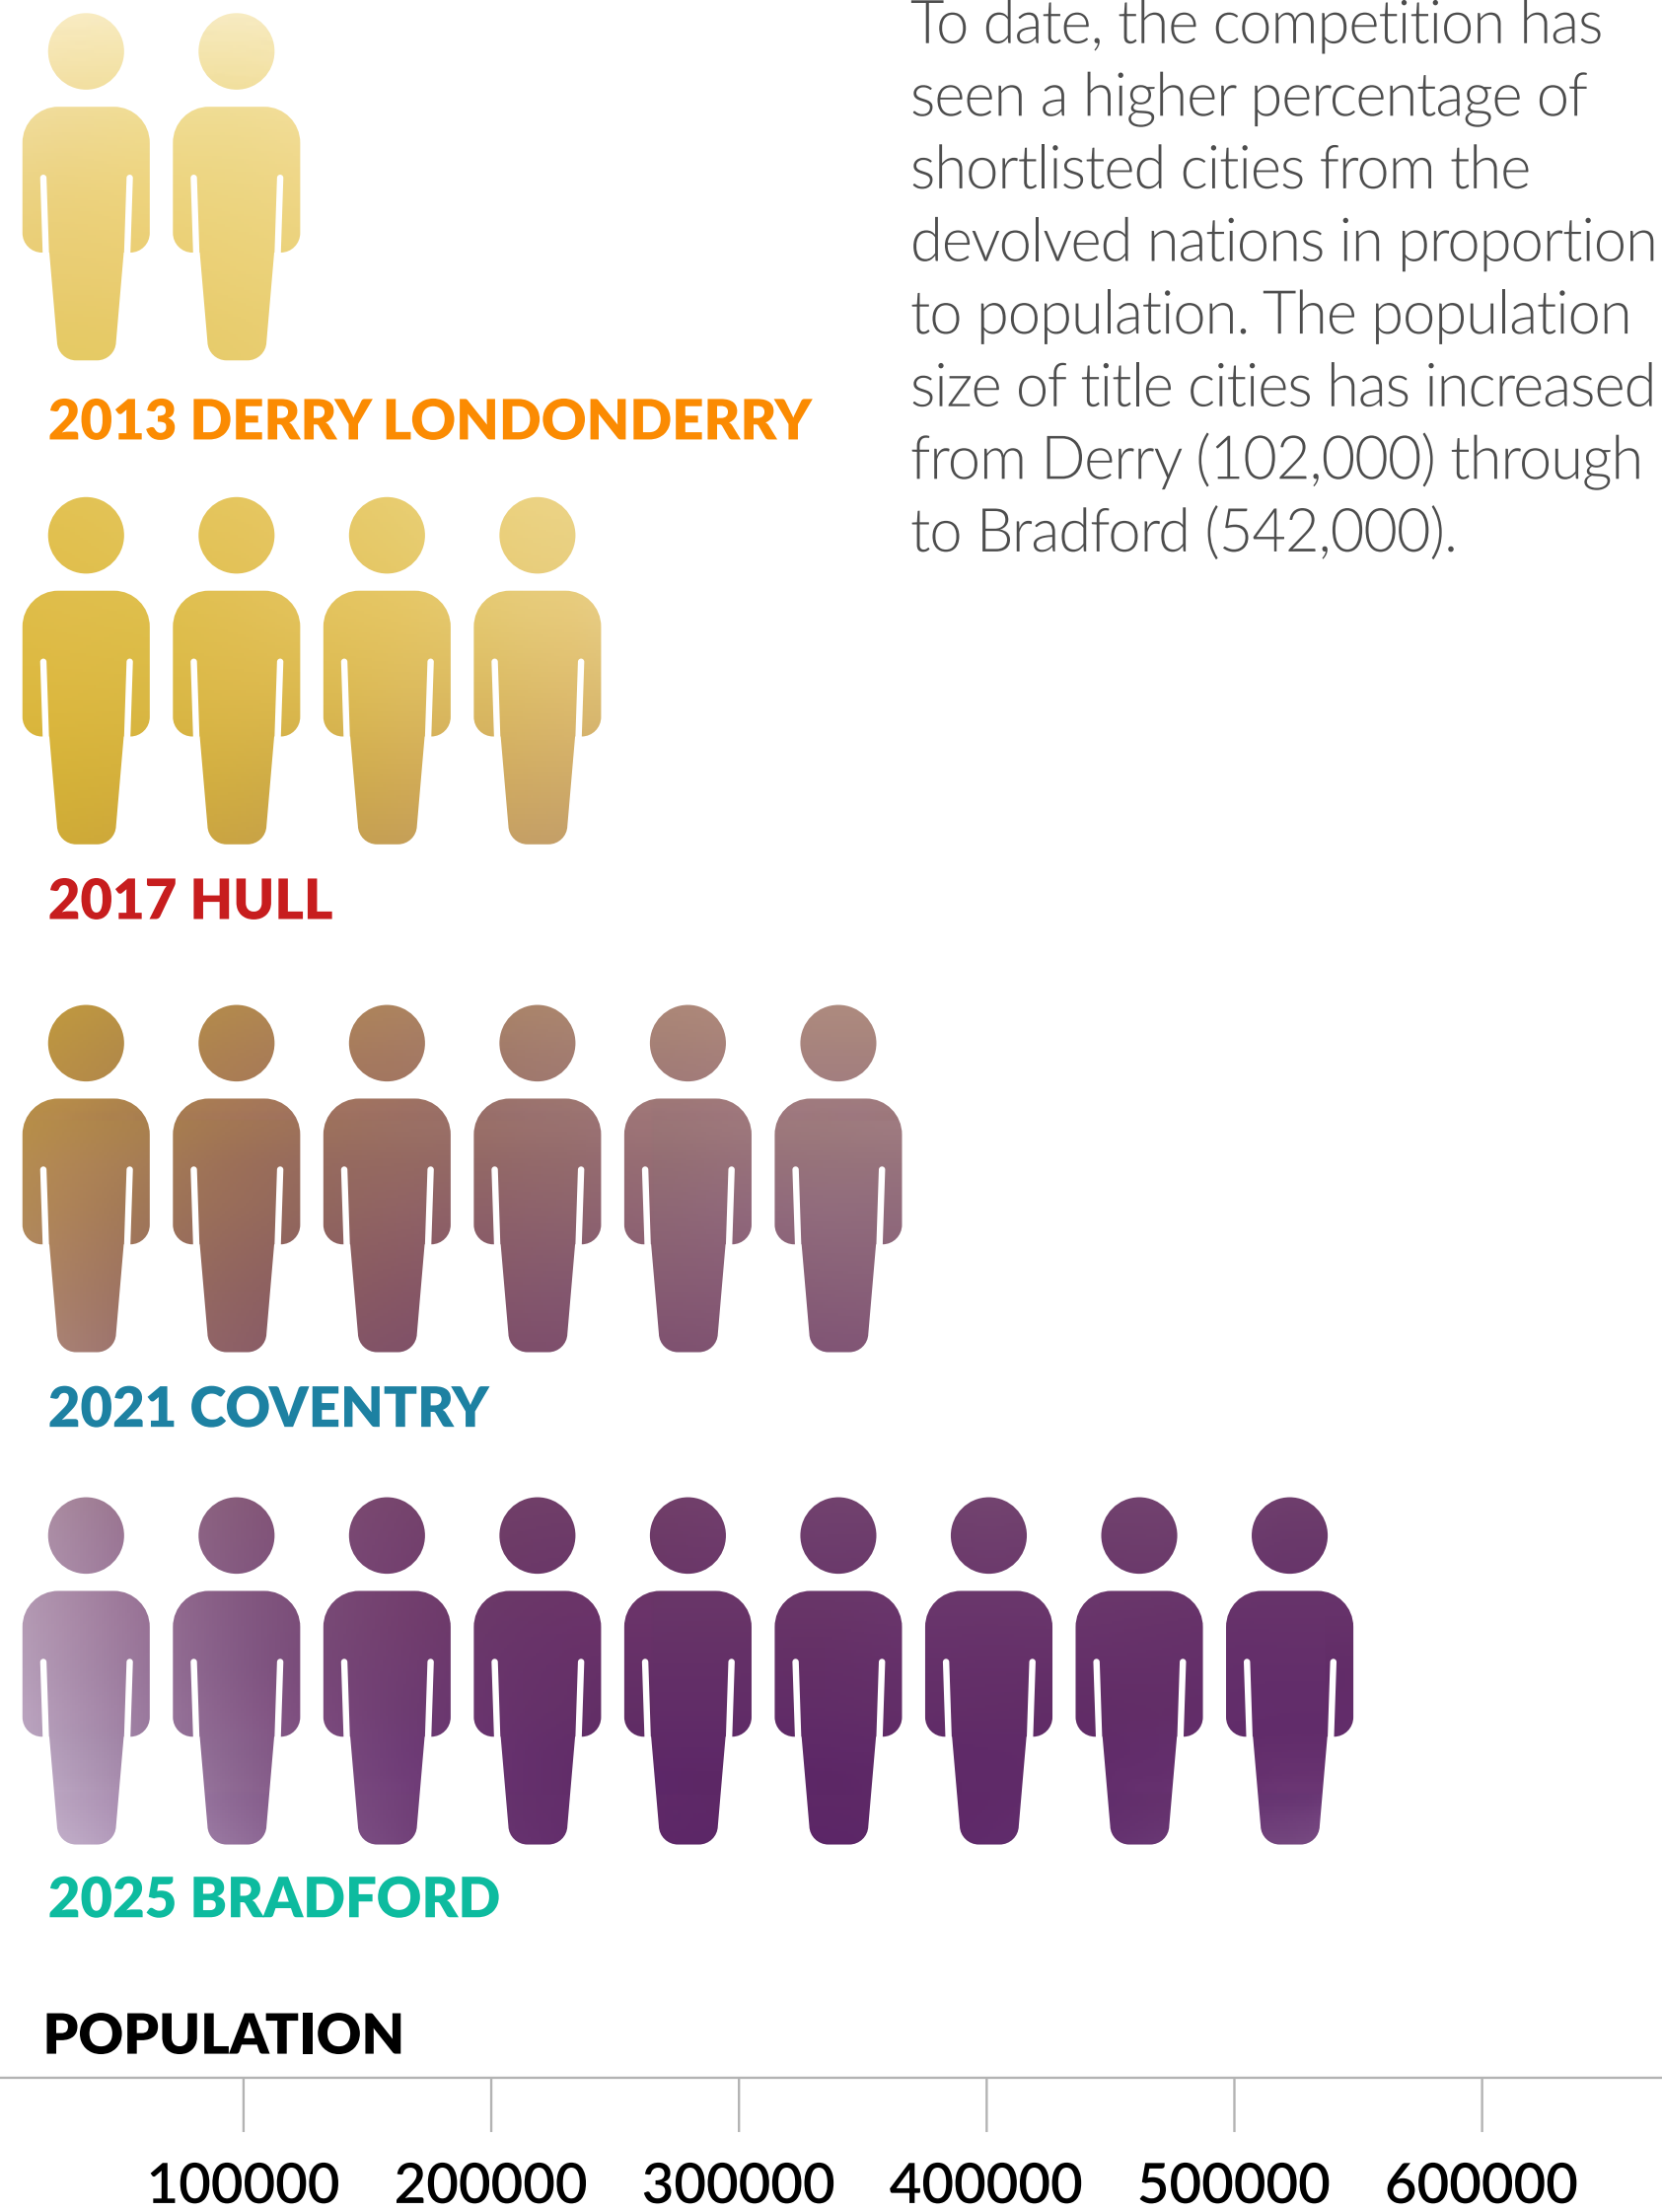 To date, the competition has
seen a higher percentage of
shortlisted cities from the
devolved nations in proportion
to population. The population
size of title cities has increased
from Derry (102,000) through
to Bradford (542,000).
2013 DERRY LONDONDERRY
2017 HULL
2021 COVENTRY
2025 BRADFORD
POPULATION
100000 200000 300000 400000 500000 600000